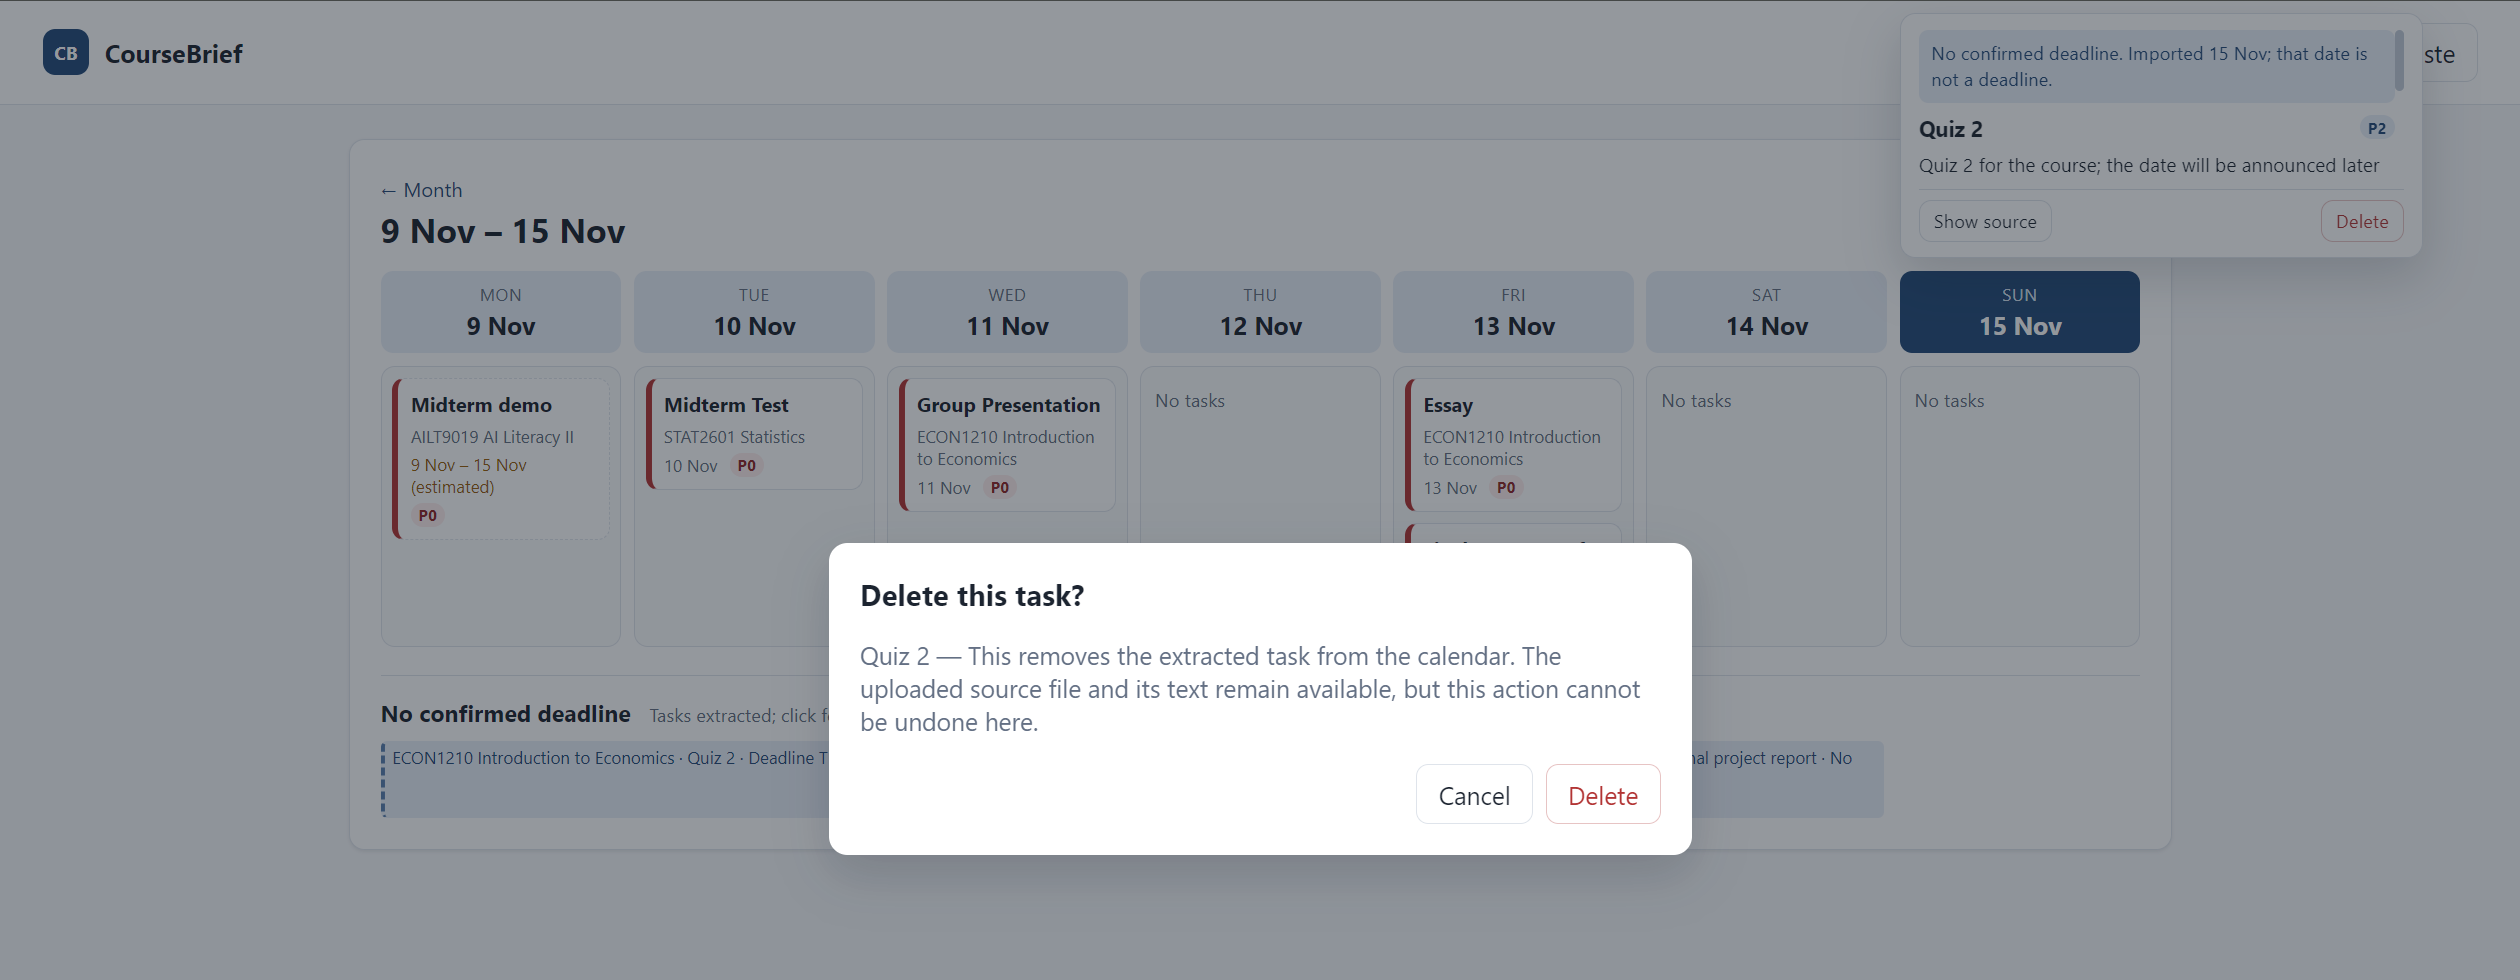 CB
CourseBrief
ste
No confirmed deadline. Imported 15 Nov; that date is
not a deadline.
Quiz 2
P2
Quiz 2 for the course; the date will be announced later
Show source
Delete
← Month
9 Nov – 15 Nov
MON
9 Nov
TUE
10 Nov
WED
11 Nov
THU
12 Nov
FRI
13 Nov
SAT
14 Nov
SUN
15 Nov
Midterm demo
AILT9019 AI Literacy II
9 Nov – 15 Nov
(estimated)
P0
Midterm Test
STAT2601 Statistics
10 Nov P0
Group Presentation
ECON1210 Introduction
to Economics
11 Nov P0
No tasks
Essay
ECON1210 Introduction
to Economics
13 Nov P0
No tasks
No tasks
Delete this task?
Quiz 2 — This removes the extracted task from the calendar. The
uploaded source file and its text remain available, but this action cannot
be undone here.
Cancel
Delete
No confirmed deadline
Tasks extracted; click
ECON1210 Introduction to Economics · Quiz 2 · Deadline T
project report · No